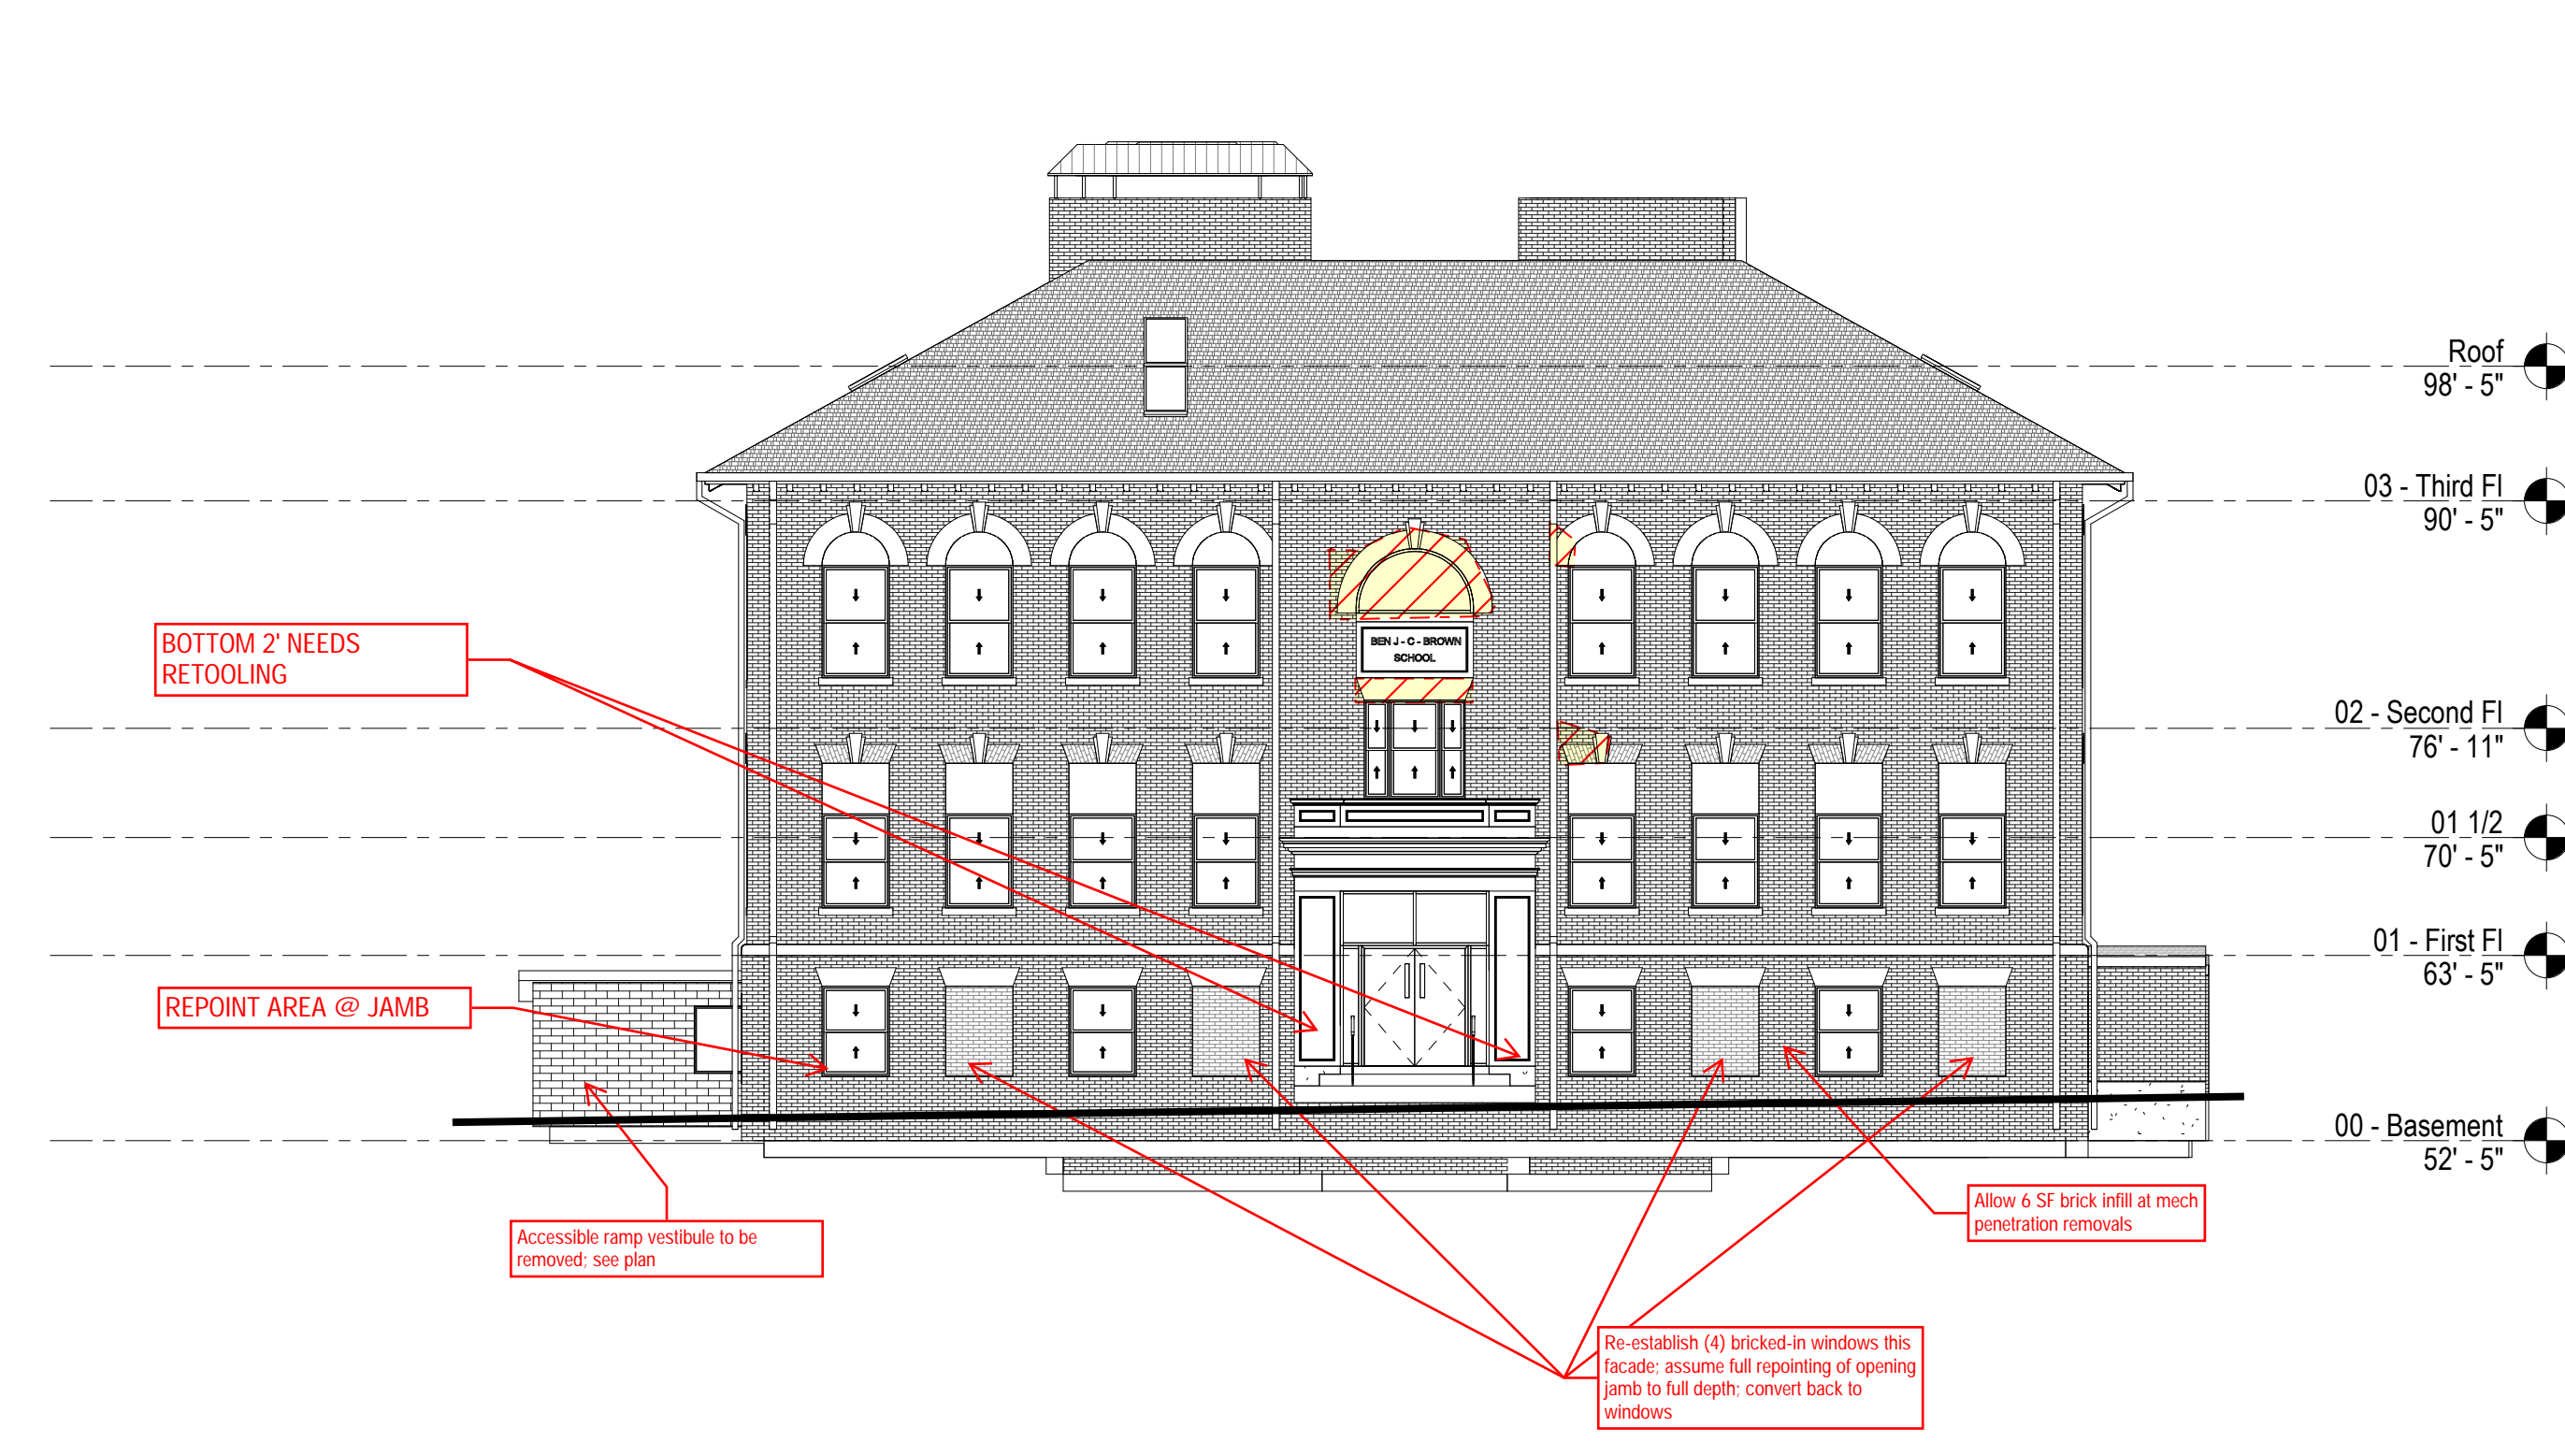 Roof
98' - 5"
03 - Third Fl
90' - 5"
BOTTOM 2' NEEDS
RETOOLING
BEN J - C - BROWN
SCHOOL
02 - Second Fl
76' - 11"
01 1/2
70' - 5"
01 - First Fl
63' - 5"
REPOINT AREA @ JAMB
00 - Basement
52' - 5"
Allow 6 SF brick infill at mech
penetration removals
Accessible ramp vestibule to be
removed; see plan
Re-establish (4) bricked-in windows this
facade; assume full repointing of opening
jamb to full depth; convert back to
windows